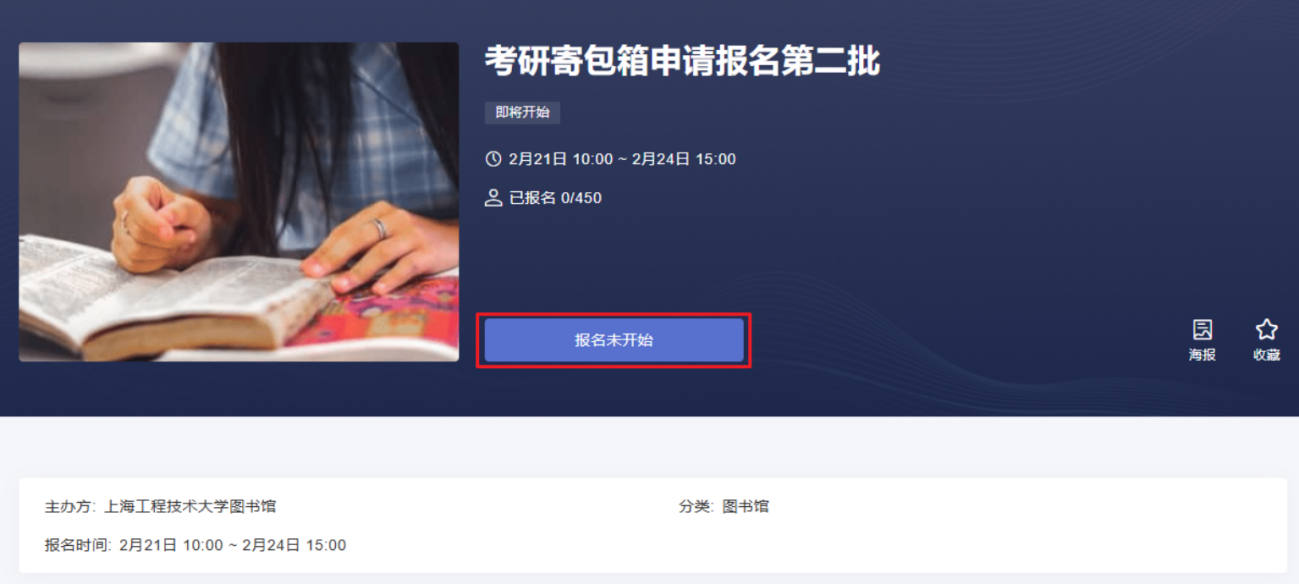 考研寄包箱申请报名第二批
即将开始
2月21日 10:00 ~ 2月24日 15:00
已报名 0/450
报名未开始
海报
收藏
主办方: 上海工程技术大学图书馆
分类: 图书馆
报名时间: 2月21日 10:00 ~ 2月24日 15:00